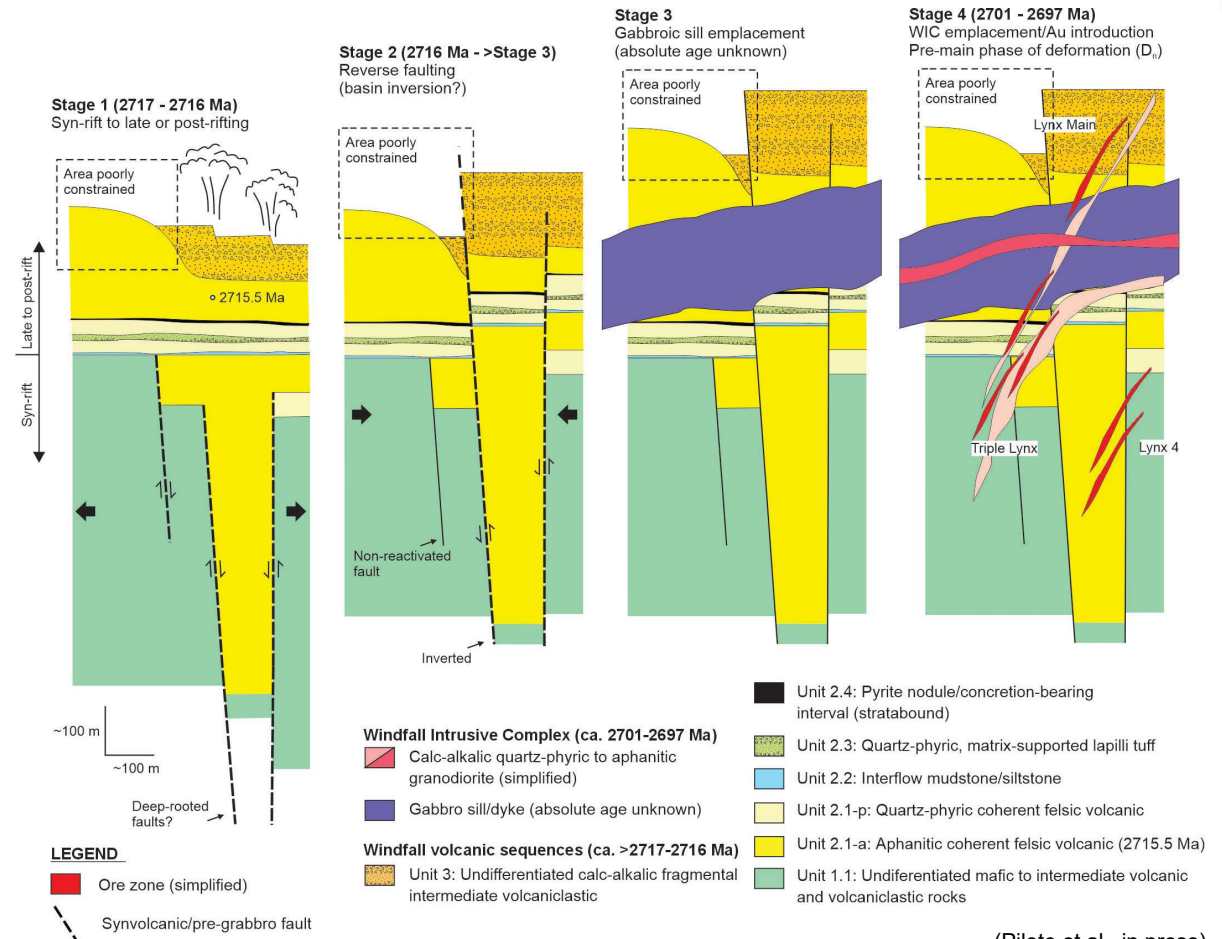 Stage 1 (2717 - 2716 Ma)
Syn-rift to late or post-rifting
Area poorly
constrained
2715.5 Ma
Late to post-rift
Syn-rift
~100 m
~100 m
Deep-rooted
faults?
Stage 2 (2716 Ma - >Stage 3)
Reverse faulting
(basin inversion?)
Area poorly
constrained
Non-reactivated
fault
Inverted
Stage 3
Gabbroic sill emplacement
(absolute age unknown)
Area poorly
constrained
Stage 4 (2701 - 2697 Ma)
WIC emplacement/Au introduction
Pre-main phase of deformation (Dn)
Area poorly
constrained
Lynx Main
Triple Lynx
Lynx 4
LEGEND
Ore zone (simplified)
Synvolcanic/pre-grabbro fault
Windfall Intrusive Complex (ca. 2701-2697 Ma)
Calc-alkalic quartz-phyric to aphanitic
granodiorite (simplified)
Gabbro sill/dyke (absolute age unknown)
Windfall volcanic sequences (ca. >2717-2716 Ma)
Unit 3: Undifferentiated calc-alkalic fragmental
intermediate volcaniclastic
Unit 2.4: Pyrite nodule/concretion-bearing
interval (stratabound)
Unit 2.3: Quartz-phyric, matrix-supported lapilli tuff
Unit 2.2: Interflow mudstone/siltstone
Unit 2.1-p: Quartz-phyric coherent felsic volcanic
Unit 2.1-a: Aphanitic coherent felsic volcanic (2715.5 Ma)
Unit 1.1: Undiferentiated mafic to intermediate volcanic
and volcaniclastic rocks